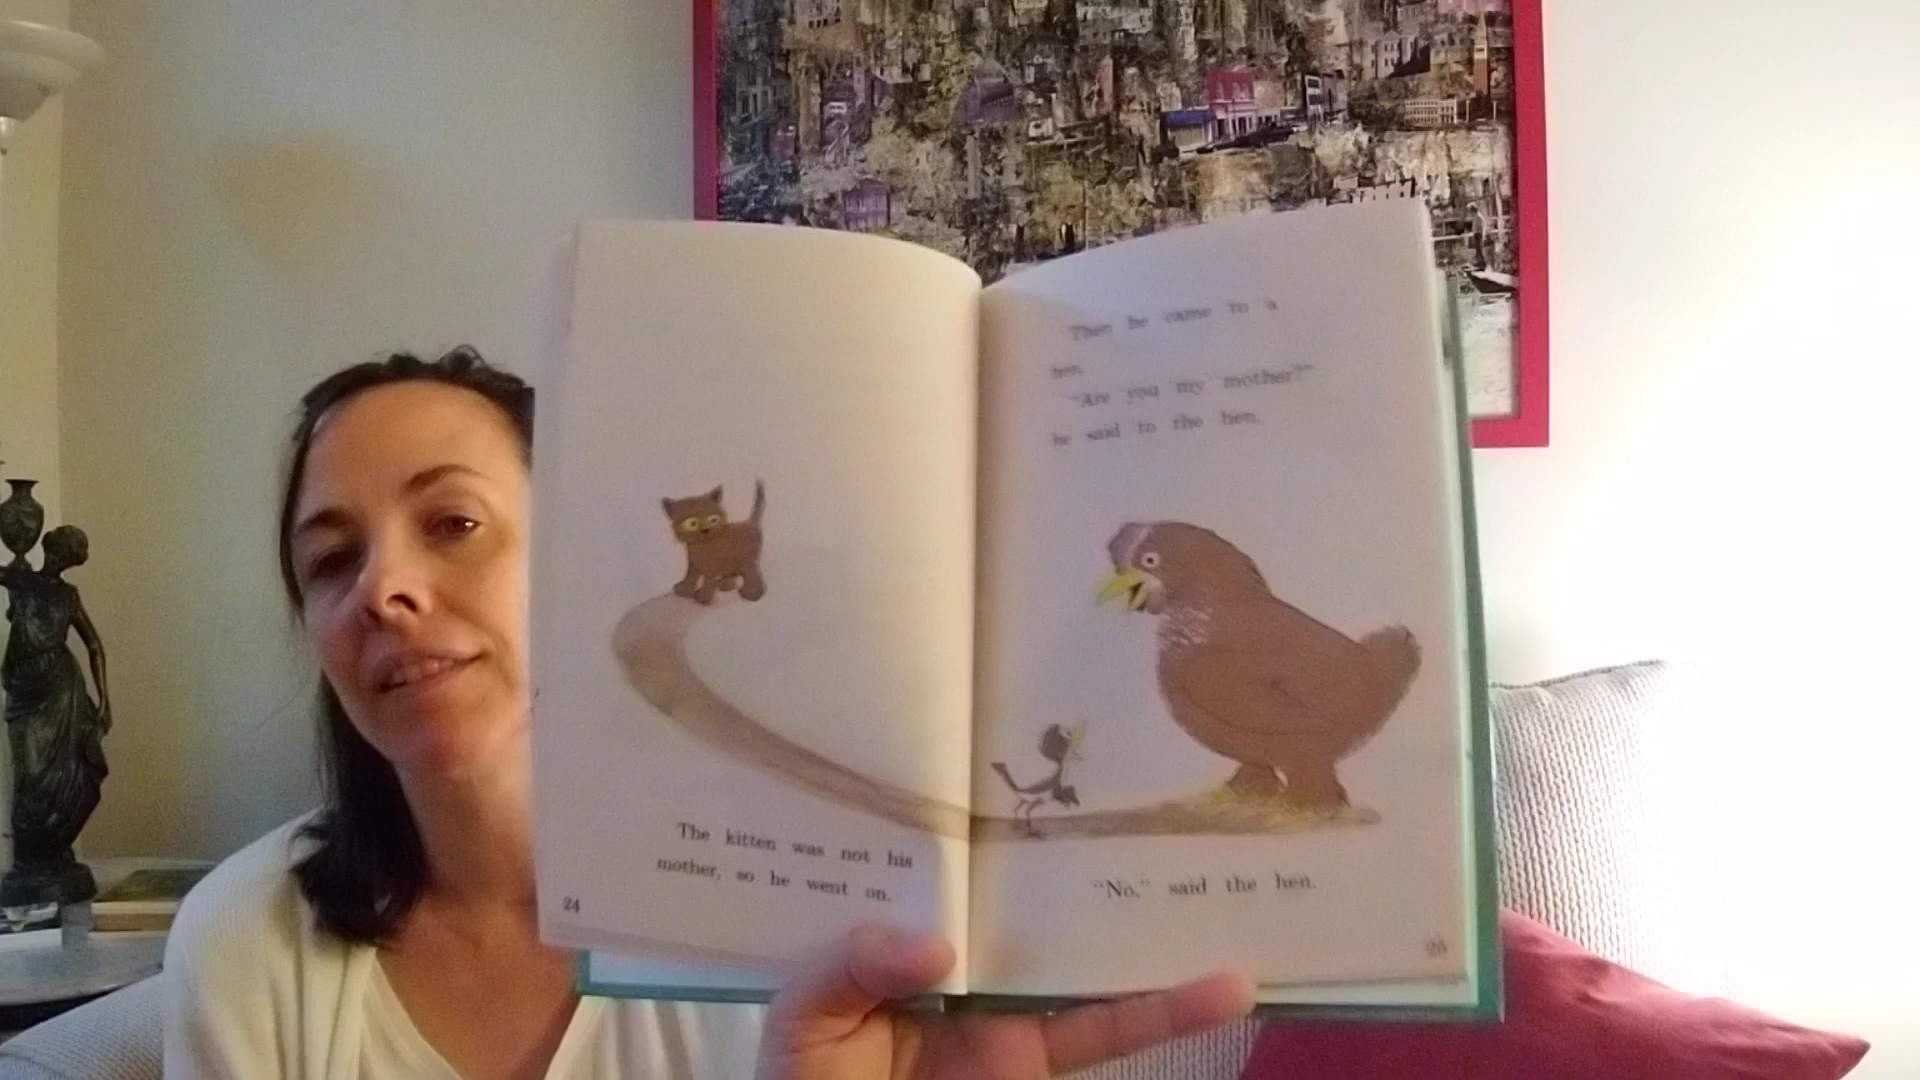 The kitten was not his
mother, so he went on.
24
Then he came to a
hen.
"Are you my mother?"
he said to the hen.
"No," said the hen.
25